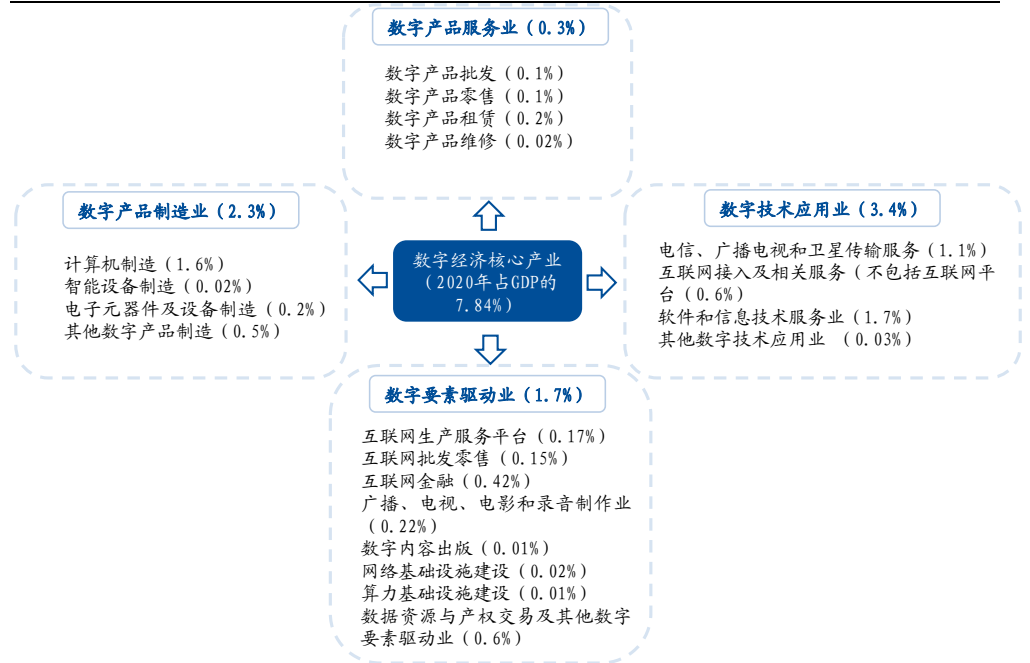 数字产品服务业（0.3%）
数字产品批发（0.1%）
数字产品零售（0.1%）
数字产品租赁（0.2%）
数字产品维修（0.02%）
数字产品制造业（2.3%）
计算机制造（1.6%）
智能设备制造（0.02%）
电子元器件及设备制造（0.2%）
其他数字产品制造（0.5%）
数字经济核心产业
（2020年占GDP的
7.84%）
数字技术应用业（3.4%）
电信、广播电视和卫星传输服务（1.1%）
互联网接入及相关服务（不包括互联网平
台（0.6%）
软件和信息技术服务业（1.7%）
其他数字技术应用业 （0.03%）
数字要素驱动业（1.7%）
互联网生产服务平台（0.17%）
互联网批发零售（0.15%）
互联网金融（0.42%）
广播、电视、电影和录音制作业
（0.22%）
数字内容出版（0.01%）
网络基础设施建设（0.02%）
算力基础设施建设（0.01%）
数据资源与产权交易及其他数字
要素驱动业（0.6%）